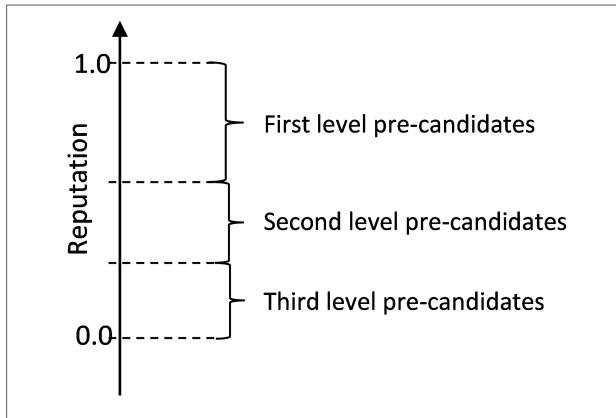 1.0
First level pre-candidates
Reputation
Second level pre-candidates
Third level pre-candidates
0.0